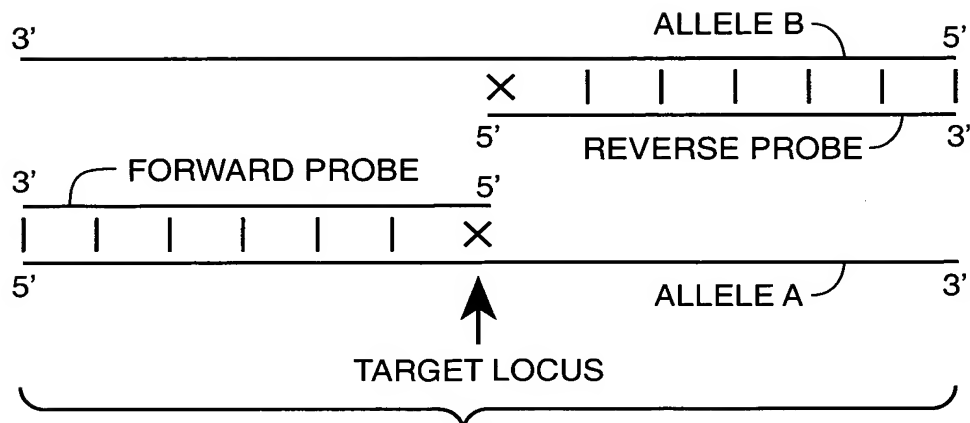 ALLELE B
3’ 5’
X
5’ 3’
REVERSE PROBE
FORWARD PROBE
3’ 5’
X
5’ 3’
ALLELE A
TARGET LOCUS